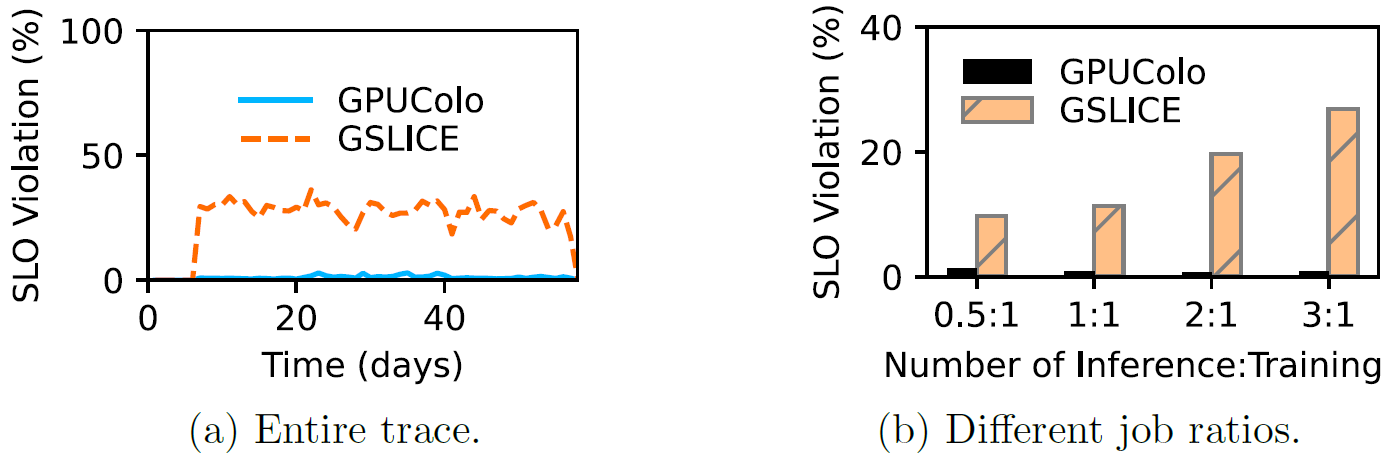 SLO Violation (%)
100
50
0
GPUColo
GSLICE
0 20 40
Time (days)
(a) Entire trace.
SLO Violation (%)
40
20
0
GPUColo
GSLICE
0.5:1 1:1 2:1 3:1
Number of Inference:Training
(b) Different job ratios.